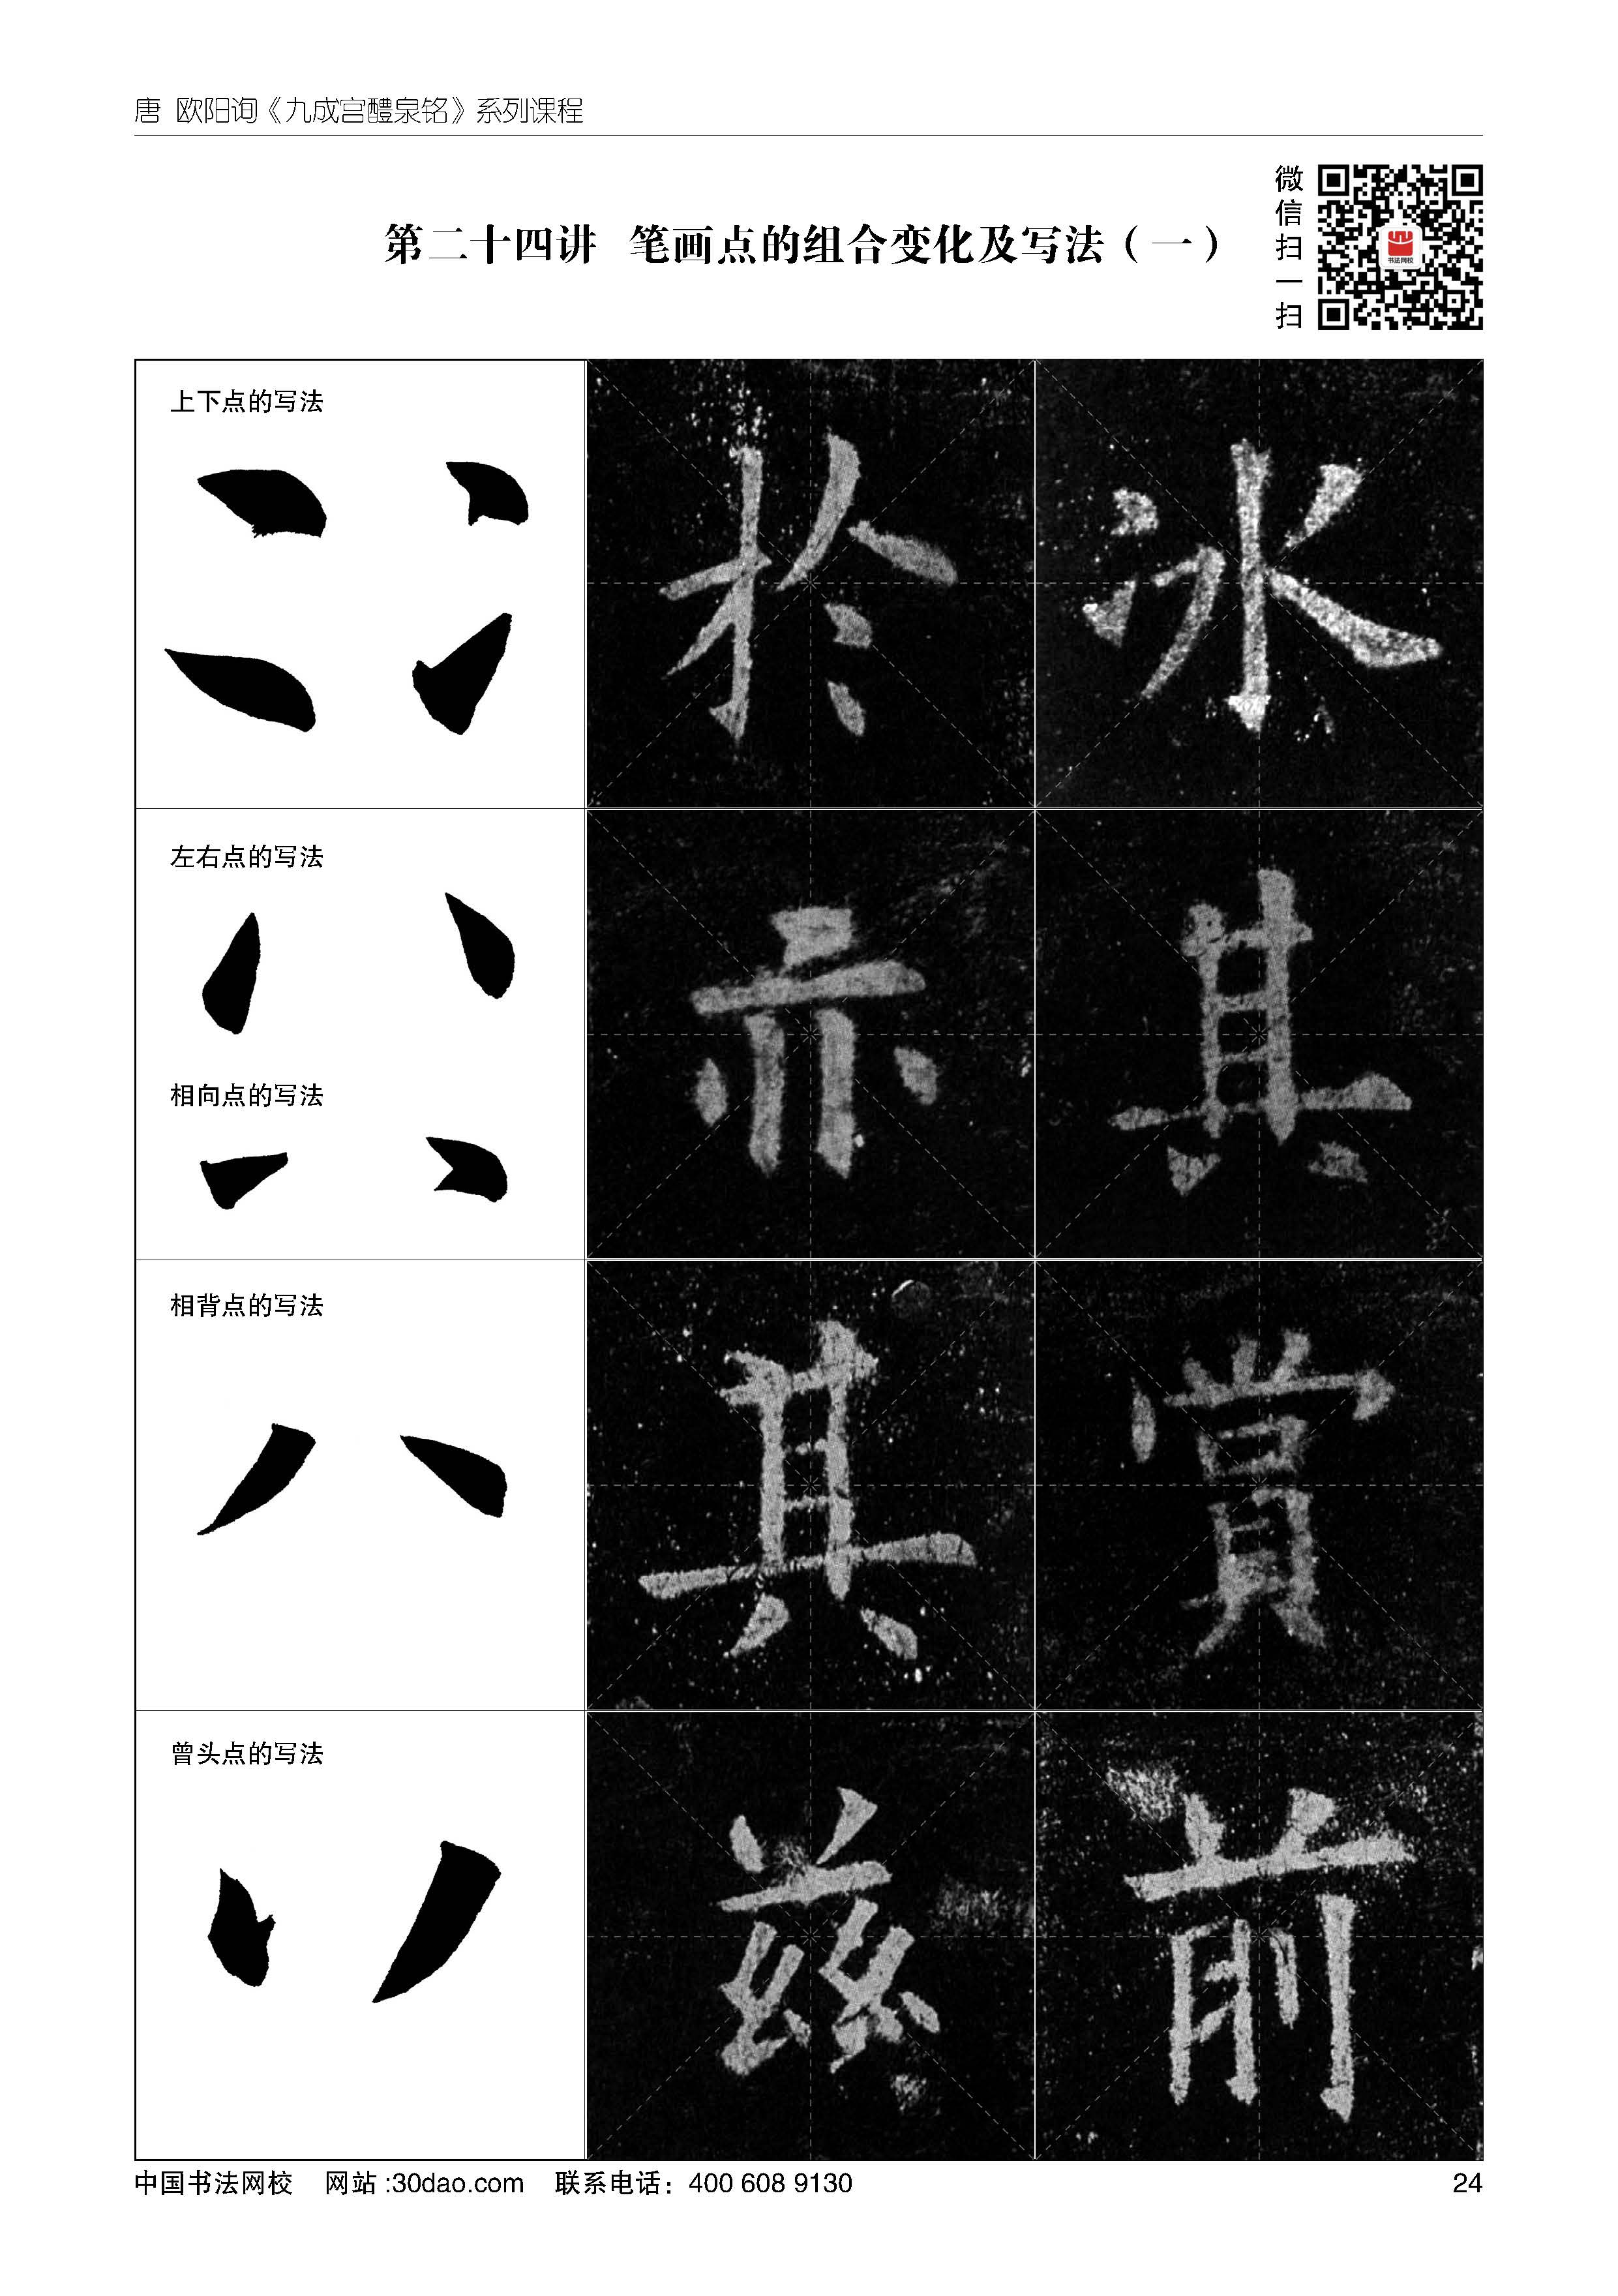 唐 欧阳询《九成宫醴泉铭》系列课程
第二十四讲 笔画点的组合变化及写法（一）
微信扫一扫
书法网校
上下点的写法
於 冰
左右点的写法
相向点的写法
亦 其
相背点的写法
其 賞
曾头点的写法
兹 前
中国书法网校 网站:30dao.com 联系电话：400 608 9130
24